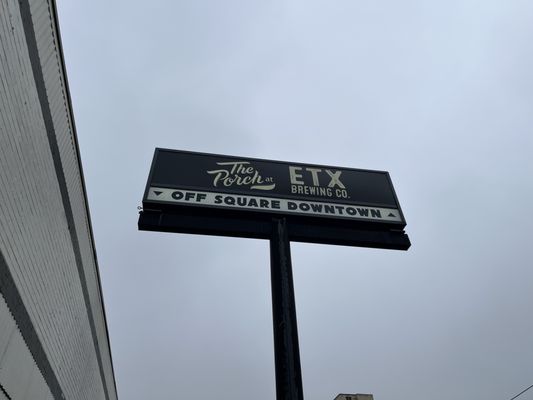 The
Porch at
ETX
BREWING CO.
OFF SQUARE DOWNTOWN